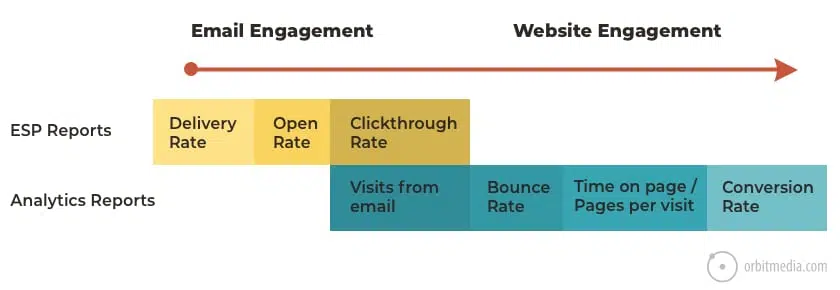 Email Engagement
Website Engagement
ESP Reports
Delivery
Rate
Open
Rate
Clickthrough
Rate
Analytics Reports
Visits from
email
Bounce
Rate
Time on page /
Pages per visit
Conversion
Rate
orbitmedia.com